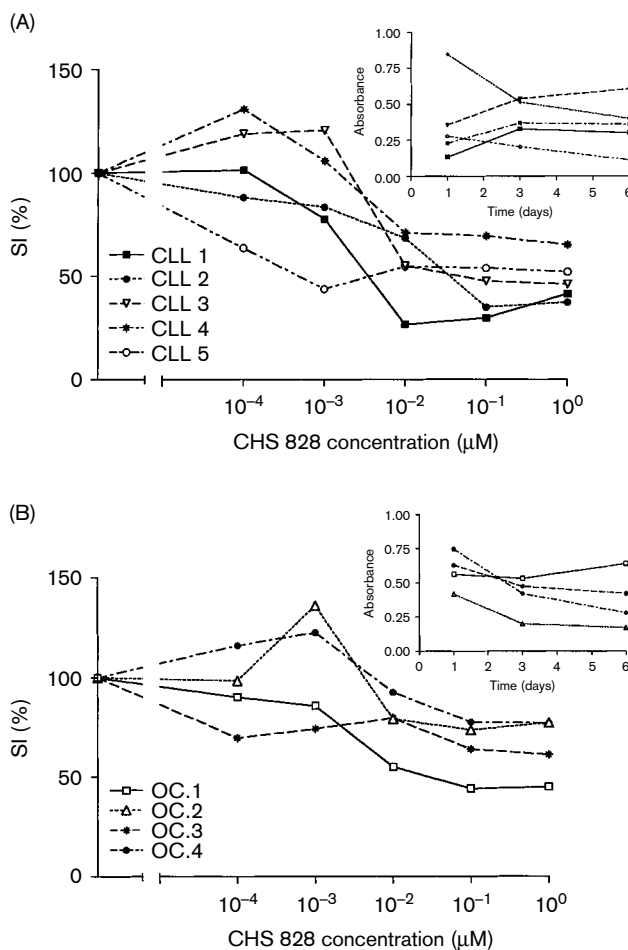 (A)
150
100
50
0
SI (%)
CLL 1
CLL 2
CLL 3
CLL 4
CLL 5
10⁻⁴ 10⁻³ 10⁻² 10⁻¹ 10⁰
CHS 828 concentration (μM)
1.00
0.75
0.50
0.25
0.00
Absorbance
0 1 2 3 4 5 6
Time (days)
(B)
150
100
50
0
SI (%)
OC.1
OC.2
OC.3
OC.4
10⁻⁴ 10⁻³ 10⁻² 10⁻¹ 10⁰
CHS 828 concentration (μM)
1.00
0.75
0.50
0.25
0.00
Absorbance
0 1 2 3 4 5 6
Time (days)